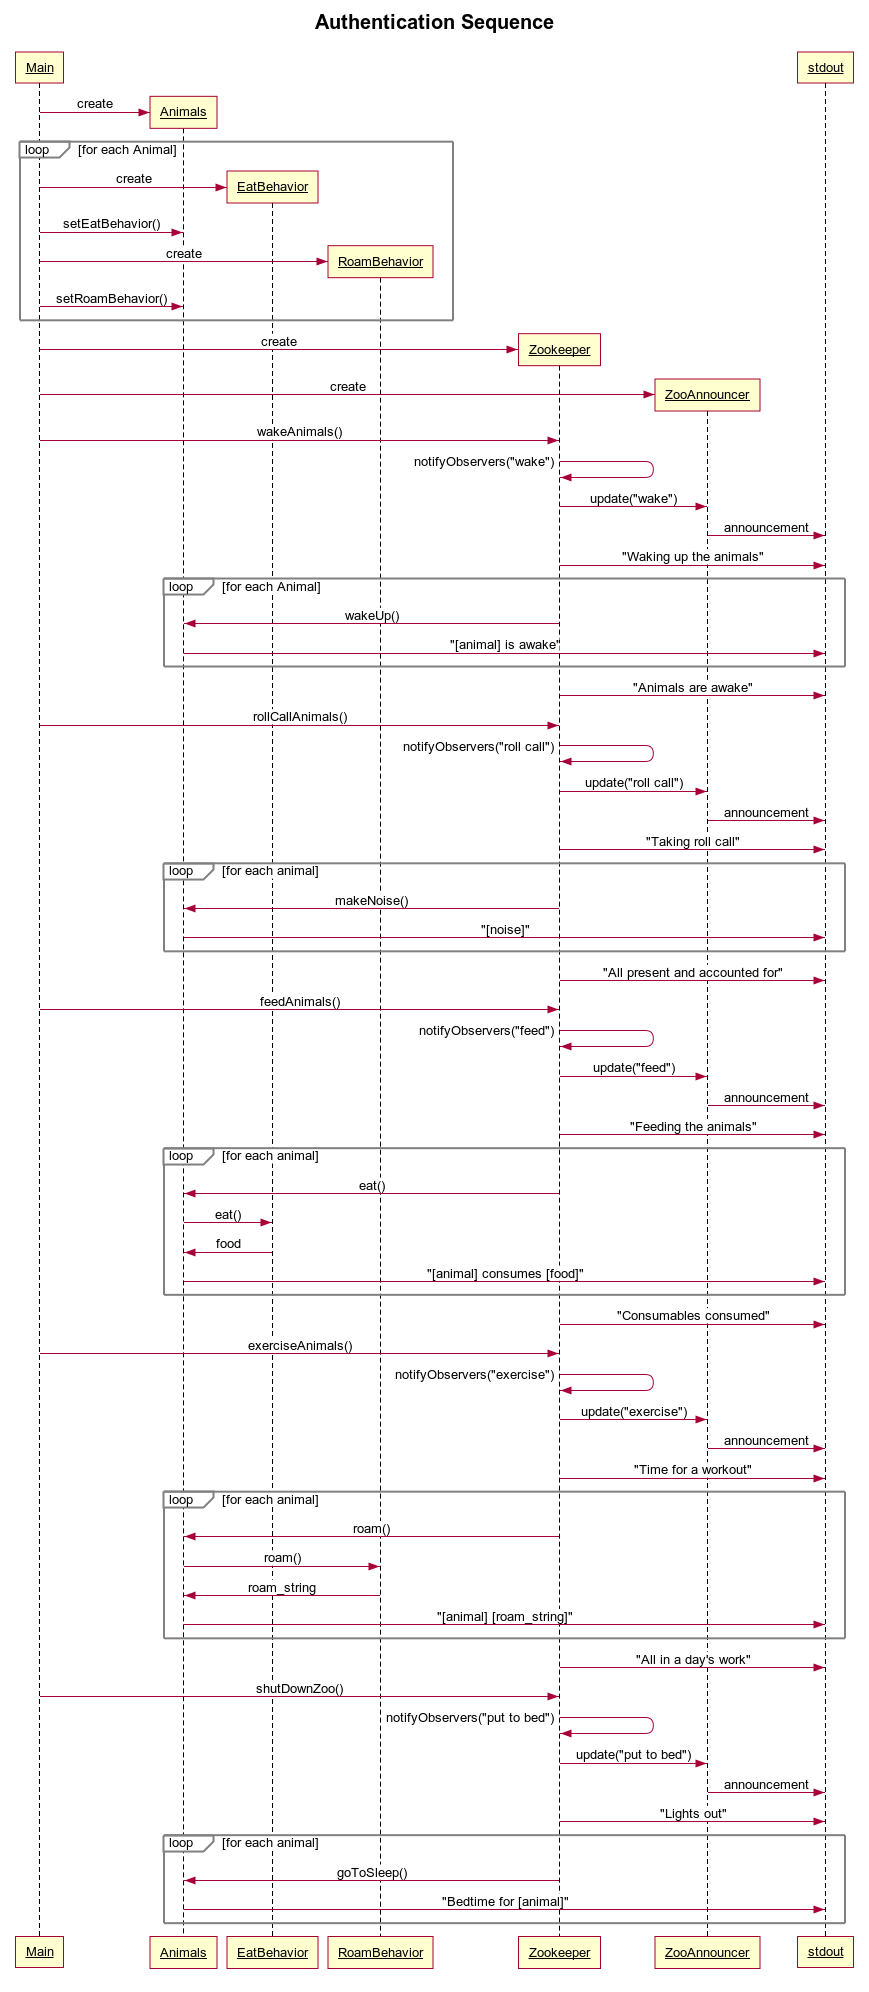 Authentication Sequence
Main
stdout
create
Animals
loop
[for each Animal]
create
EatBehavior
setEatBehavior()
create
RoamBehavior
setRoamBehavior()
create
Zookeeper
create
ZooAnnouncer
wakeAnimals()
notifyObservers("wake")
update("wake")
announcement
"Waking up the animals"
loop
[for each Animal]
wakeUp()
"[animal] is awake"
"Animals are awake"
rollCallAnimals()
notifyObservers("roll call")
update("roll call")
announcement
"Taking roll call"
loop
[for each animal]
makeNoise()
"[noise]"
"All present and accounted for"
feedAnimals()
notifyObservers("feed")
update("feed")
announcement
"Feeding the animals"
loop
[for each animal]
eat()
eat()
food
"[animal] consumes [food]"
"Consumables consumed"
exerciseAnimals()
notifyObservers("exercise")
update("exercise")
announcement
"Time for a workout"
loop
[for each animal]
roam()
roam()
roam_string
"[animal] [roam_string]"
"All in a day's work"
shutDownZoo()
notifyObservers("put to bed")
update("put to bed")
announcement
"Lights out"
loop
[for each animal]
goToSleep()
"Bedtime for [animal]"
Main
Animals
EatBehavior
RoamBehavior
Zookeeper
ZooAnnouncer
stdout